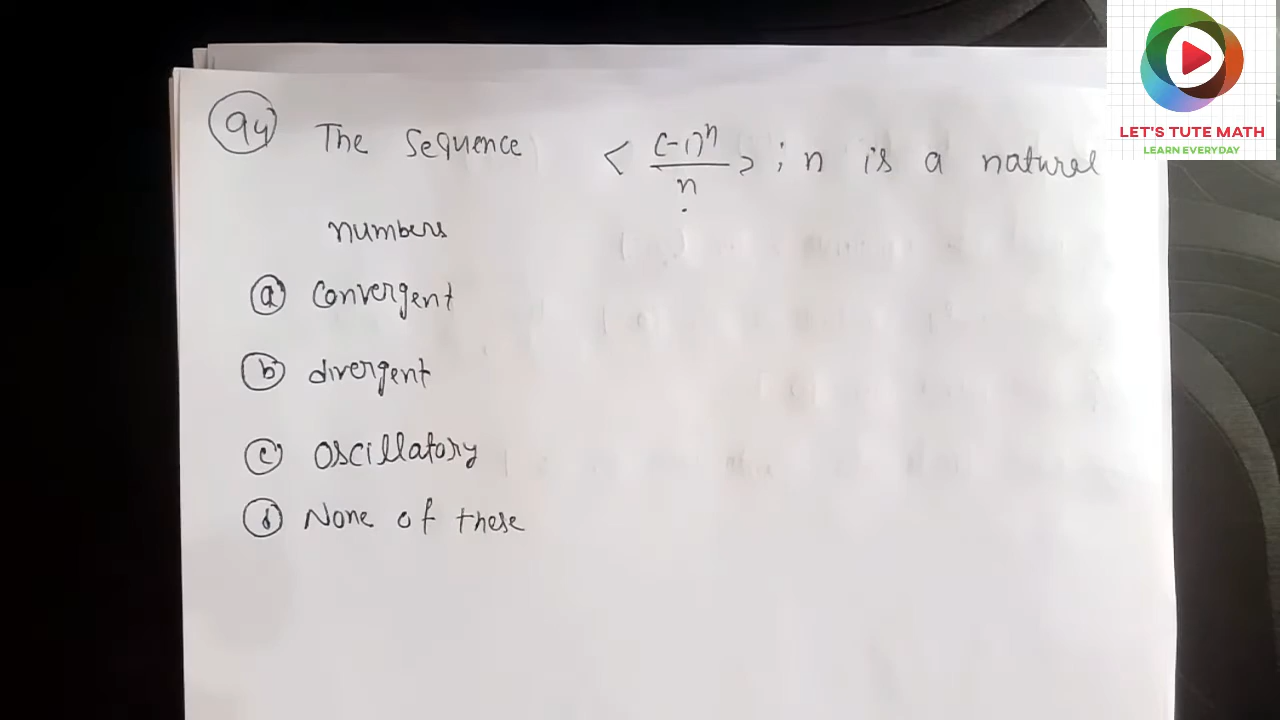 94 The Sequence < (-1)^n / n > ; n is a natural
numbers
a convergent
b divergent
c oscillatory
d None of these
LET'S TUTE MATH
LEARN EVERYDAY